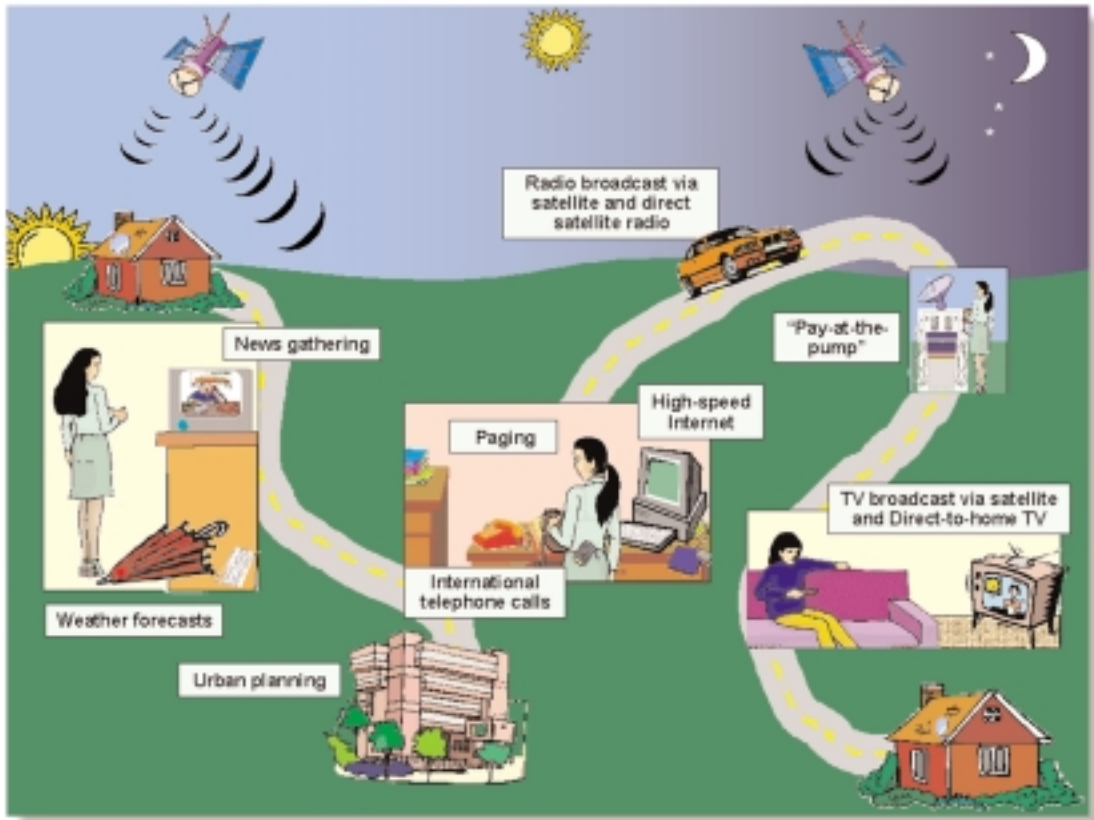 Radio broadcast via
satellite and direct
satellite radio
News gathering
"Pay-at-the-
pump"
High-speed
Internet
Paging
TV broadcast via satellite
and Direct-to-home TV
International
telephone calls
Weather forecasts
Urban planning